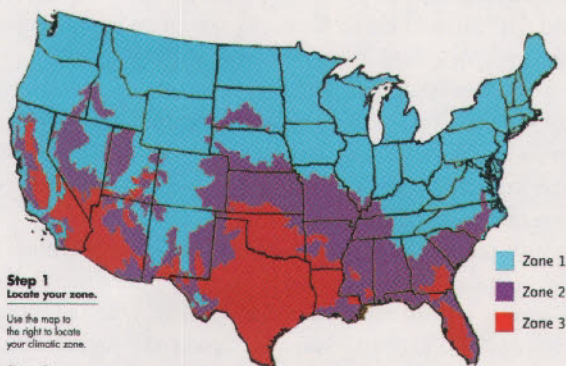 Step 1
Locate your zone.
Use the map to
the right to locate
your climatic zone.
Zone 1
Zone 2
Zone 3